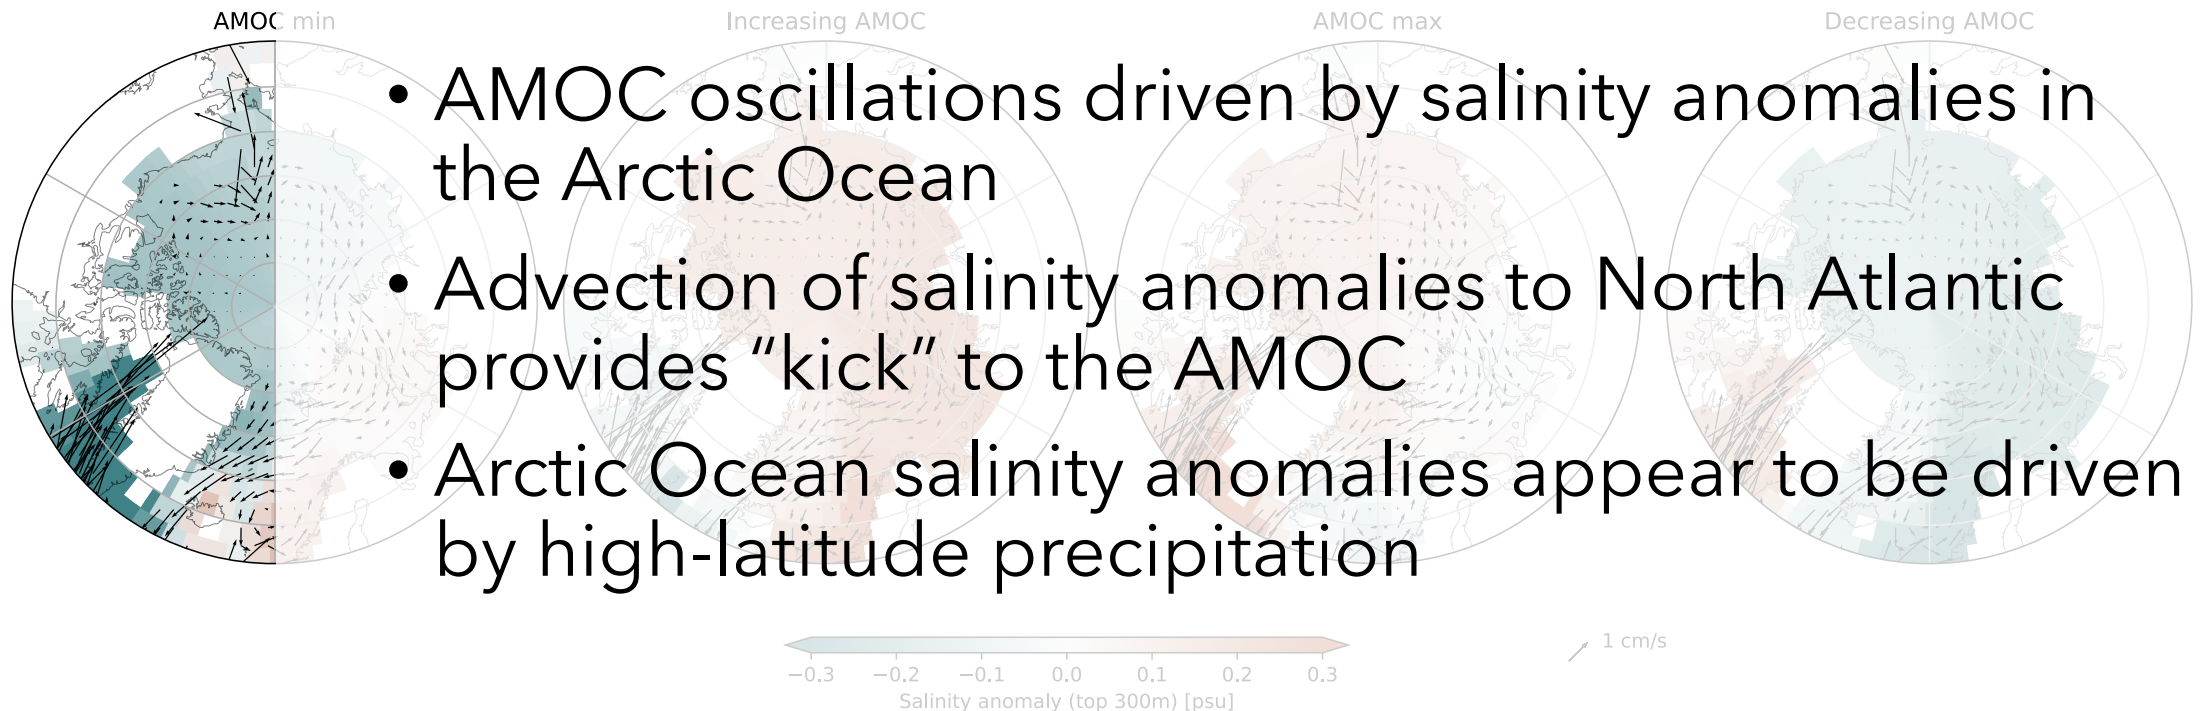 AMOC min
Increasing AMOC
AMOC max
Decreasing AMOC
• AMOC oscillations driven by salinity anomalies in
the Arctic Ocean
• Advection of salinity anomalies to North Atlantic
provides “kick” to the AMOC
• Arctic Ocean salinity anomalies appear to be driven
by high-latitude precipitation
1 cm/s
−0.3 −0.2 −0.1 0.0 0.1 0.2 0.3
Salinity anomaly (top 300m) [psu]